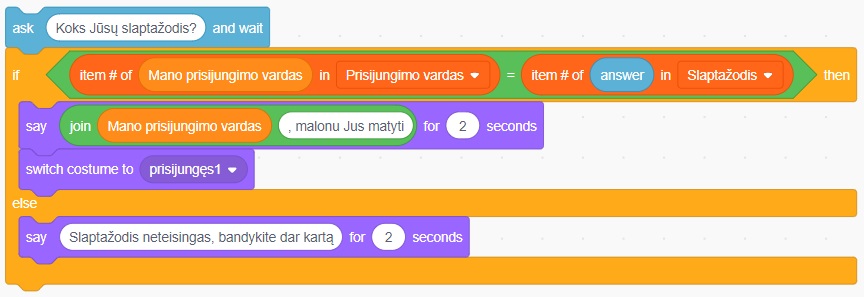 ask Koks Jūsų slaptažodis? and wait
if item # of Mano prisijungimo vardas in Prisijungimo vardas = item # of answer in Slaptažodis then
say join Mano prisijungimo vardas , malonu Jus matyti for 2 seconds
switch costume to prisijungęs1
else
say Slaptažodis neteisingas, bandykite dar kartą for 2 seconds